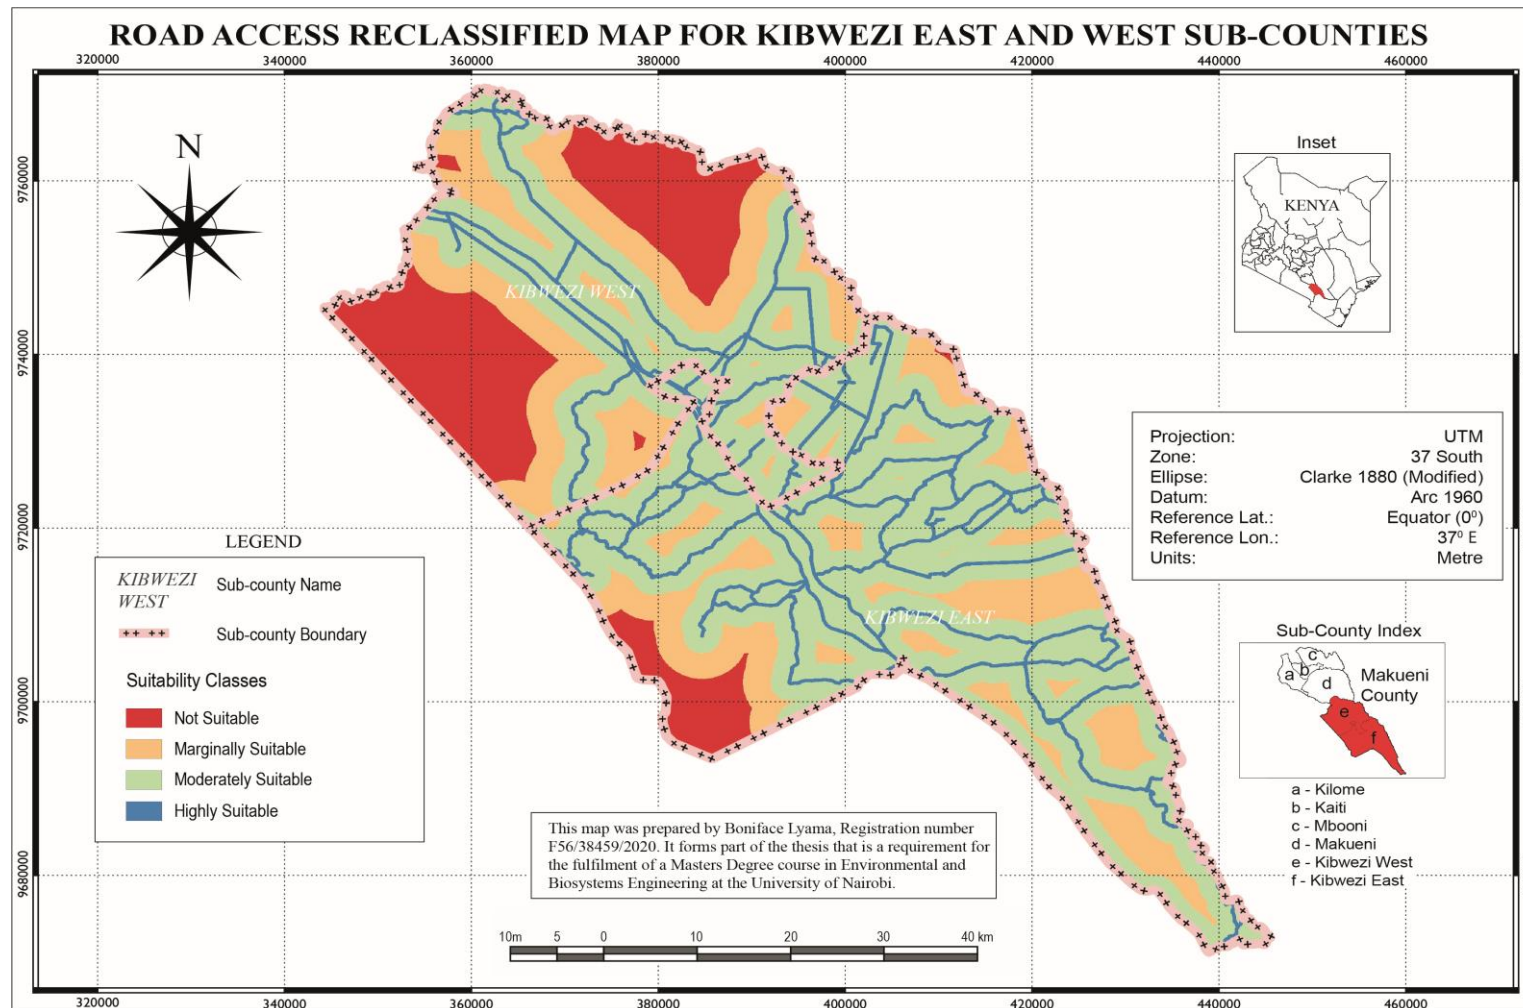 ROAD ACCESS RECLASSIFIED MAP FOR KIBWEZI EAST AND WEST SUB-COUNTIES
320000
340000
360000
380000
400000
420000
440000
460000
9760000
9740000
9720000
9700000
9680000
N
Inset
KENYA
KIBWEZI WEST
KIBWEZI EAST
Projection: UTM
Zone: 37 South
Ellipse: Clarke 1880 (Modified)
Datum: Arc 1960
Reference Lat.: Equator (0⁰)
Reference Lon.: 37⁰ E
Units: Metre
LEGEND
KIBWEZI
WEST
Sub-county Name
Sub-county Boundary
Suitability Classes
Not Suitable
Marginally Suitable
Moderately Suitable
Highly Suitable
Sub-County Index
c
b
a
d
e
f
Makueni
County
a - Kilome
b - Kaiti
c - Mbooni
d - Makueni
e - Kibwezi West
f - Kibwezi East
This map was prepared by Boniface Lyama, Registration number
F56/38459/2020. It forms part of the thesis that is a requirement for
the fulfilment of a Masters Degree course in Environmental and
Biosystems Engineering at the University of Nairobi.
10m 5 0 10 20 30 40 km
320000
340000
360000
380000
400000
420000
440000
460000